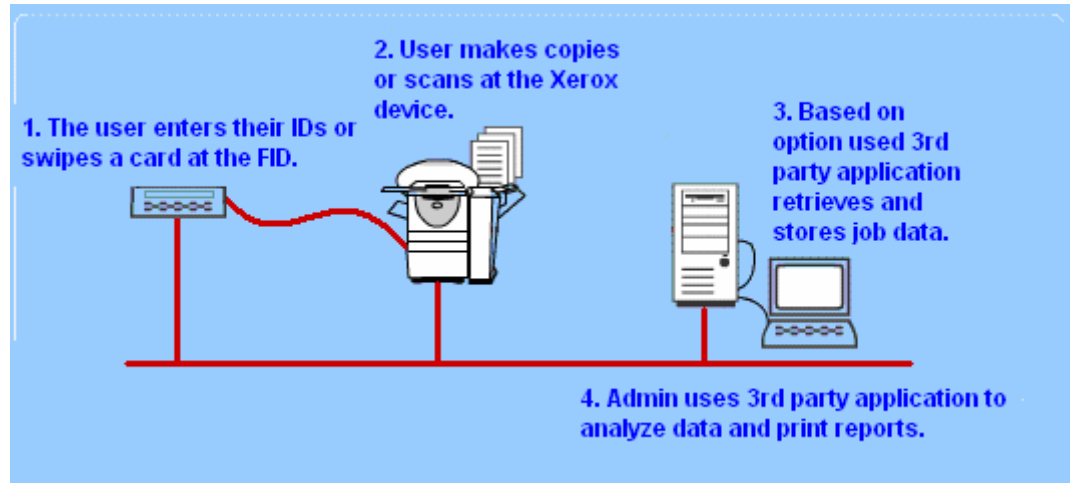 1. The user enters their IDs or
swipes a card at the FID.
2. User makes copies
or scans at the Xerox
device.
3. Based on
option used 3rd
party application
retrieves and
stores job data.
4. Admin uses 3rd party application to
analyze data and print reports.